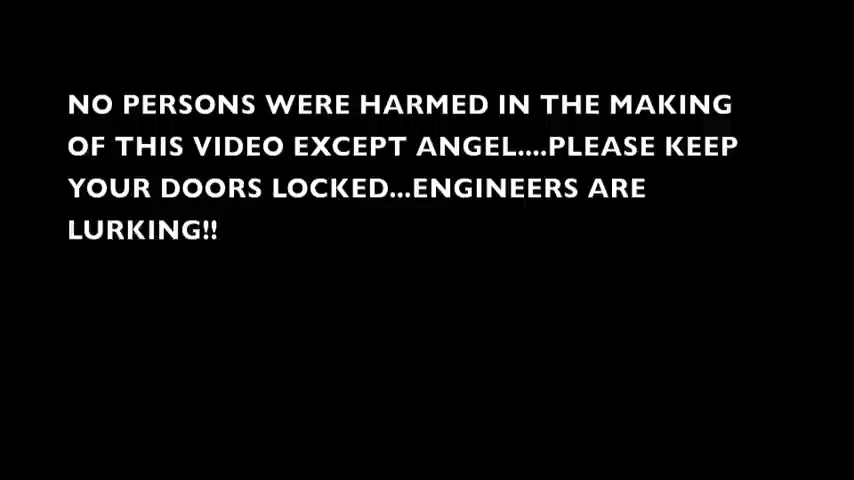 NO PERSONS WERE HARMED IN THE MAKING
OF THIS VIDEO EXCEPT ANGEL....PLEASE KEEP
YOUR DOORS LOCKED...ENGINEERS ARE
LURKING!!